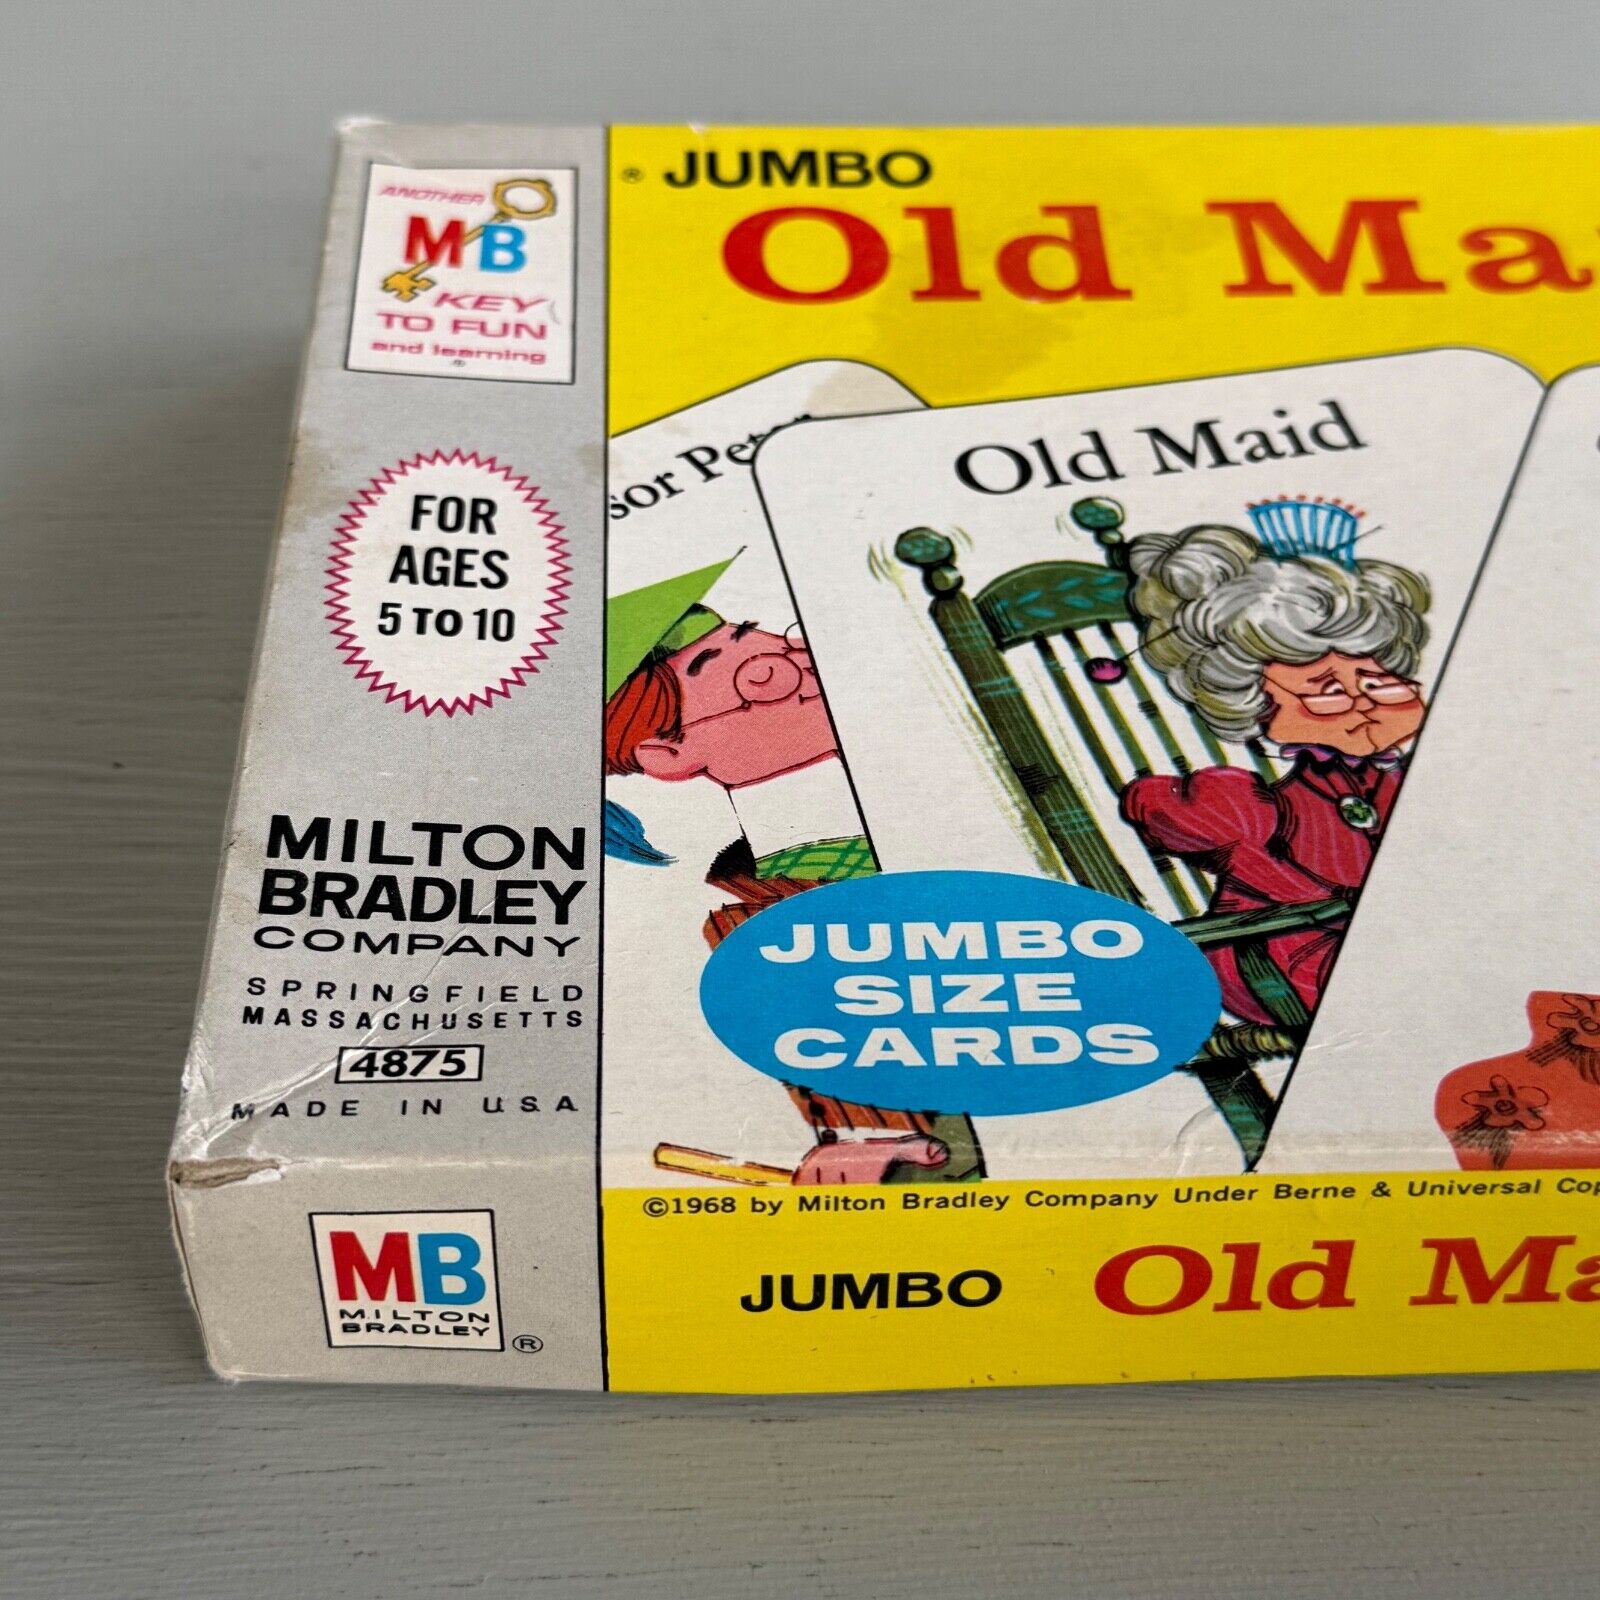 ANOTHER
MB
KEY
TO FUN
and learning
®
FOR
AGES
5 TO 10
MILTON
BRADLEY
COMPANY
SPRINGFIELD
MASSACHUSETTS
4875
MADE IN U.S.A
MB
MILTON
BRADLEY
®
® JUMBO
Old Ma
sor Pet
Old Maid
JUMBO
SIZE
CARDS
©1968 by Milton Bradley Company Under Berne & Universal Cop
JUMBO Old Ma